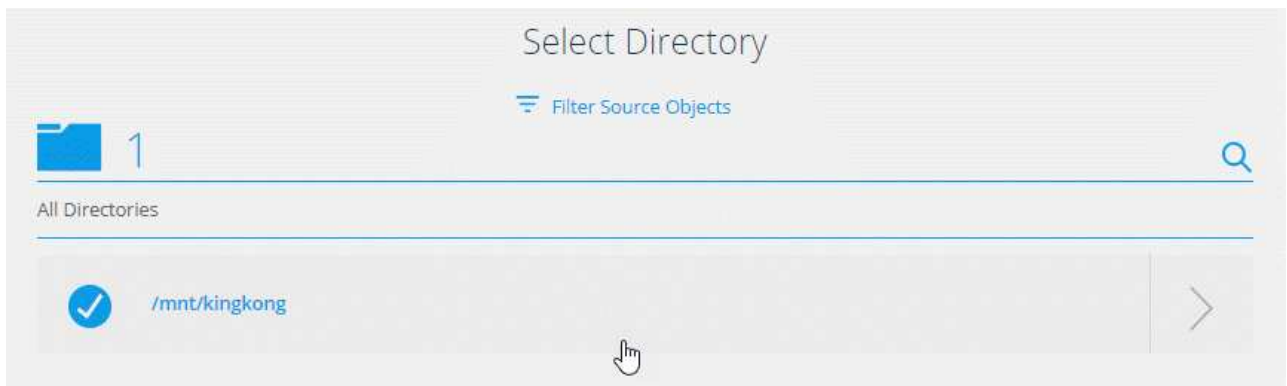 Select Directory
Filter Source Objects
1
All Directories
/mnt/kingkong